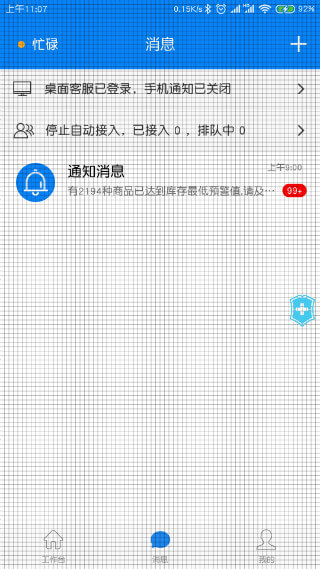 上午11:07 0.15K/s 92
忙碌 消息
桌面客服已登录，手机通知已关闭
停止自动接入，已接入 0 ，排队中 0
通知消息 上午9:00
有2194种商品已达到库存最低预警值,请及… 99+
工作台 消息 我的